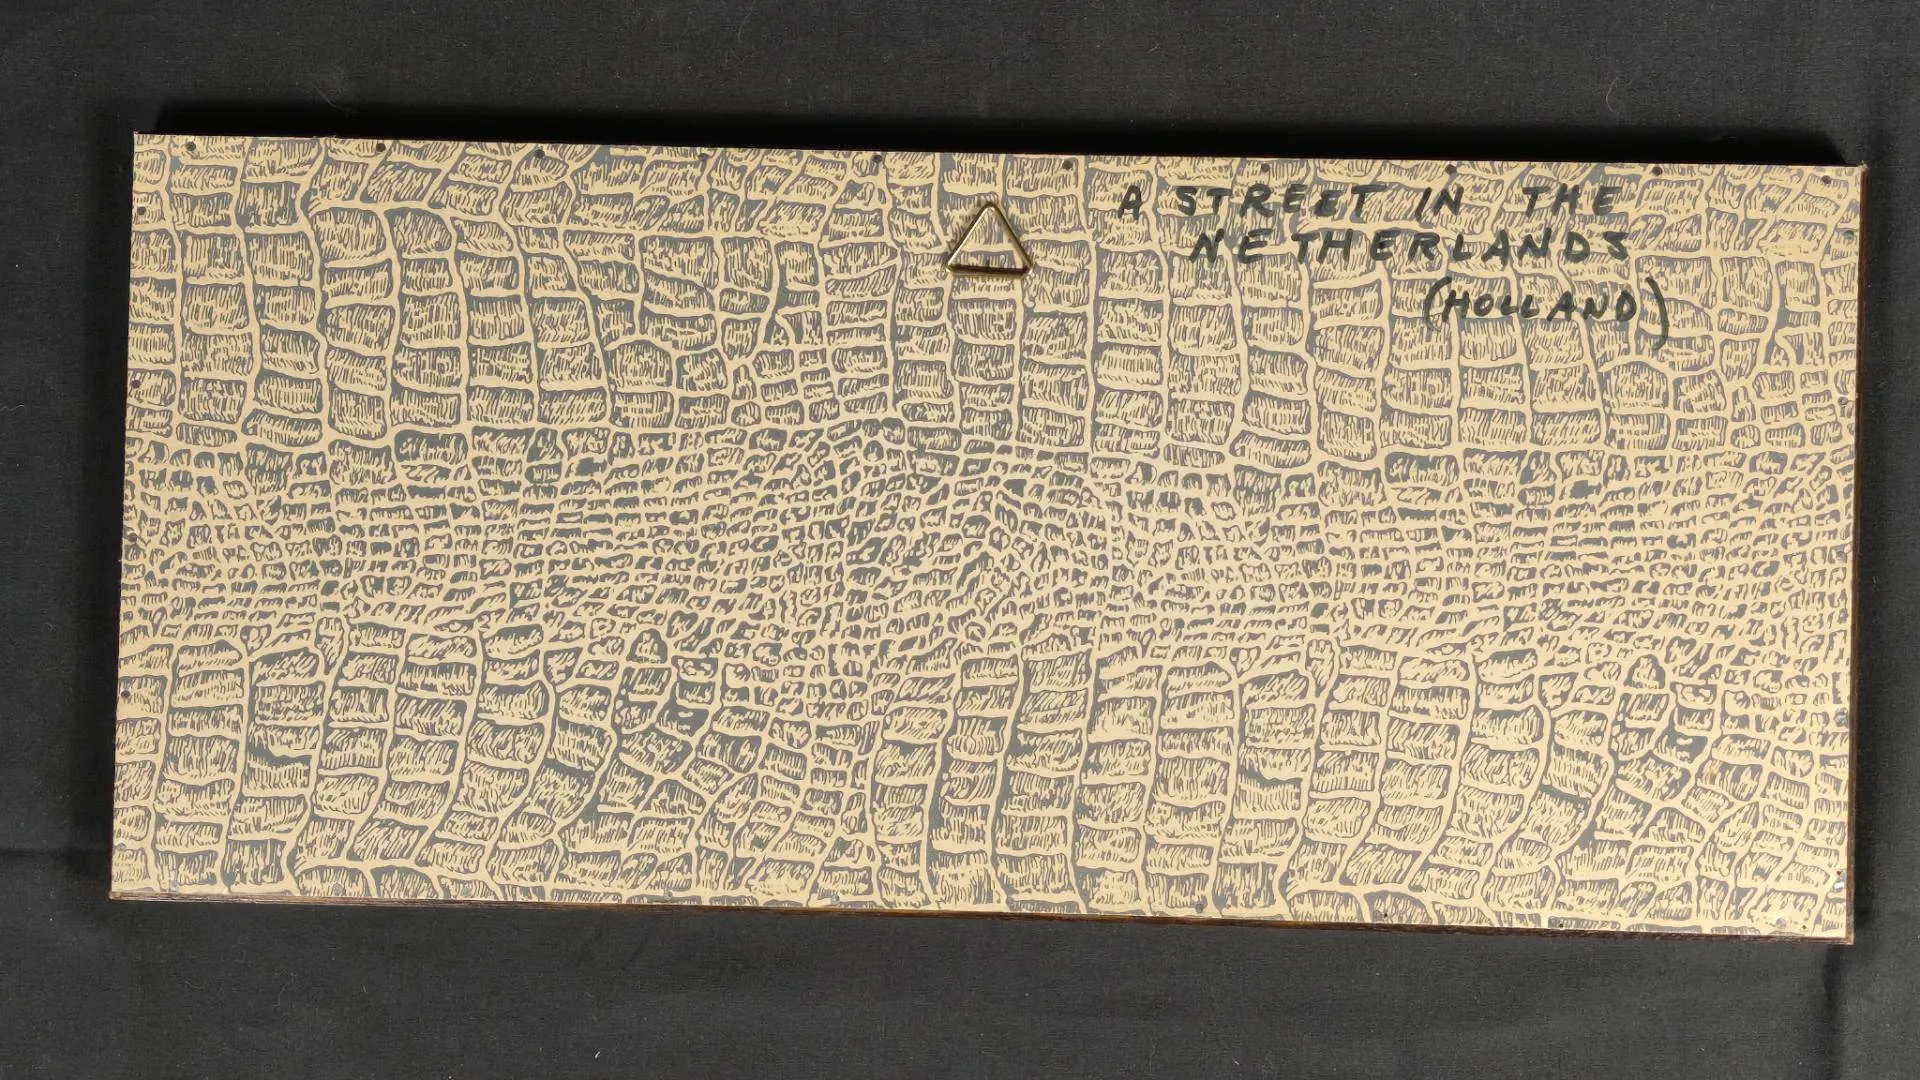 A STREET IN THE
NETHERLANDS
(HOLLAND)